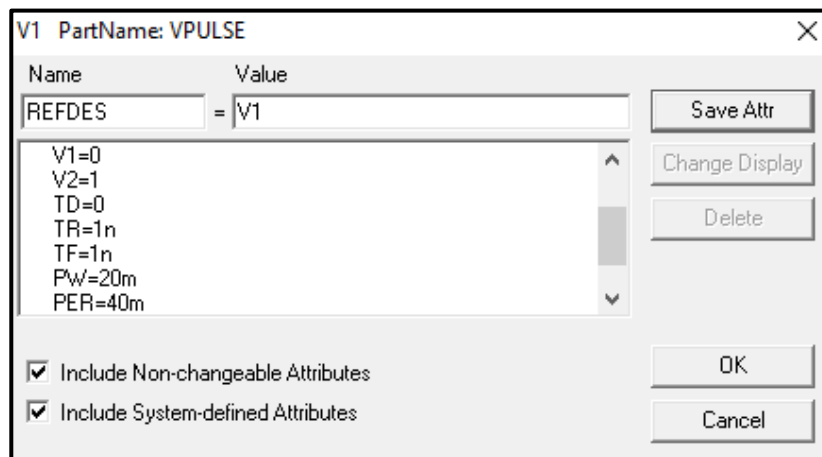 V1 PartName: VPULSE
Name Value
REFDES = V1
Save Attr
V1=0
V2=1
TD=0
TR=1n
TF=1n
PW=20m
PER=40m
Change Display
Delete
Include Non-changeable Attributes
Include System-defined Attributes
OK
Cancel